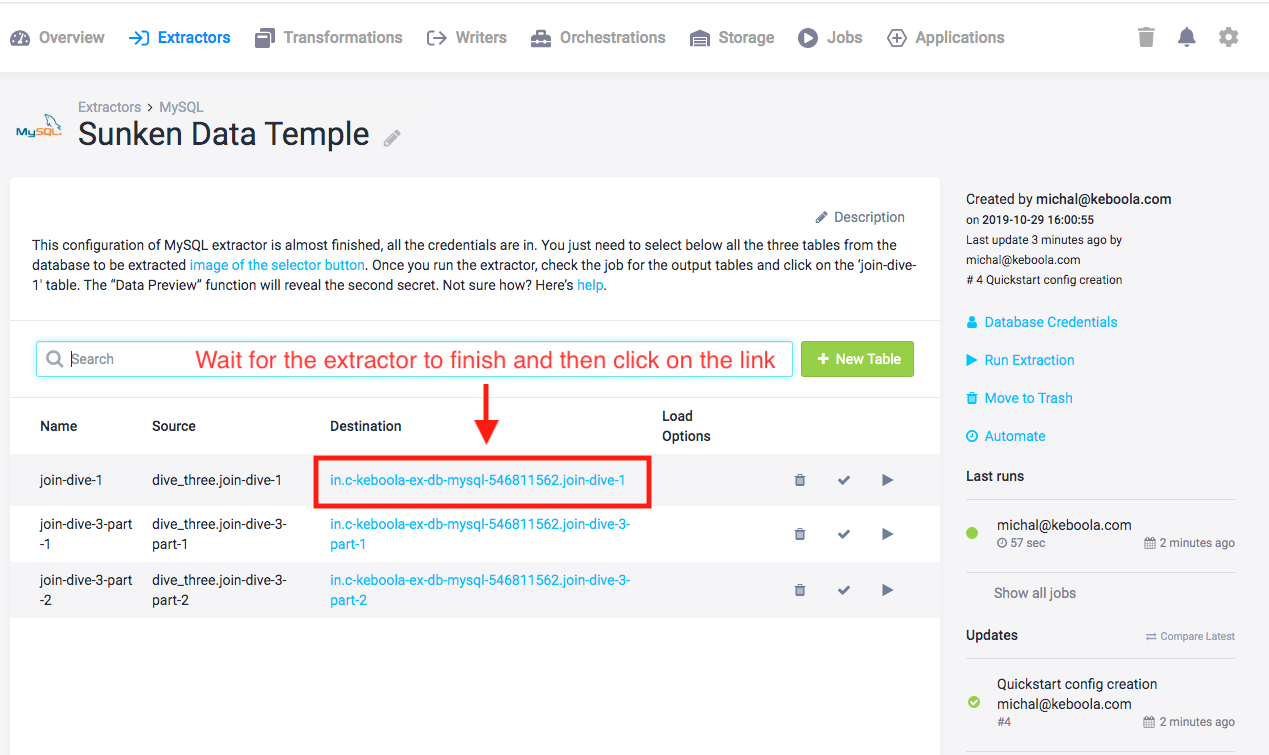 Overview Extractors Transformations Writers Orchestrations Storage Jobs Applications
Extractors > MySQL
MySQL
Sunken Data Temple
Description
This configuration of MySQL extractor is almost finished, all the credentials are in. You just need to select below all the three tables from the
database to be extracted image of the selector button. Once you run the extractor, check the job for the output tables and click on the ‘join-dive-
1’ table. The “Data Preview” function will reveal the second secret. Not sure how? Here’s help.
Search
Wait for the extractor to finish and then click on the link
+ New Table
Name Source Destination Load
Options
join-dive-1 dive_three.join-dive-1 in.c-keboola-ex-db-mysql-546811562.join-dive-1
join-dive-3-part dive_three.join-dive-3- in.c-keboola-ex-db-mysql-546811562.join-dive-3-
-1 part-1 part-1
join-dive-3-part dive_three.join-dive-3- in.c-keboola-ex-db-mysql-546811562.join-dive-3-
-2 part-2 part-2
Created by michal@keboola.com
on 2019-10-29 16:00:55
Last update 3 minutes ago by
michal@keboola.com
# 4 Quickstart config creation
Database Credentials
Run Extraction
Move to Trash
Automate
Last runs
michal@keboola.com
57 sec 2 minutes ago
Show all jobs
Updates Compare Latest
Quickstart config creation
michal@keboola.com
#4 2 minutes ago